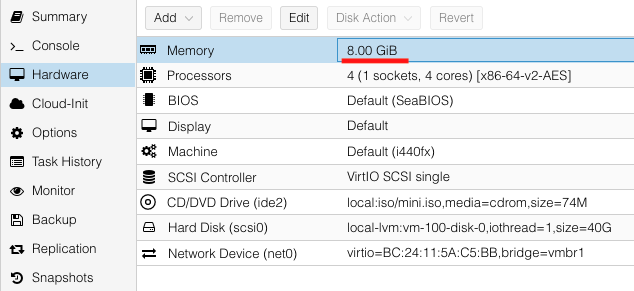 Summary
Console
Hardware
Cloud-Init
Options
Task History
Monitor
Backup
Replication
Snapshots
Add Remove Edit Disk Action Revert
Memory 8.00 GiB
Processors 4 (1 sockets, 4 cores) [x86-64-v2-AES]
BIOS Default (SeaBIOS)
Display Default
Machine Default (i440fx)
SCSI Controller VirtIO SCSI single
CD/DVD Drive (ide2) local:iso/mini.iso,media=cdrom,size=74M
Hard Disk (scsi0) local-lvm:vm-100-disk-0,iothread=1,size=40G
Network Device (net0) virtio=BC:24:11:5A:C5:BB,bridge=vmbr1